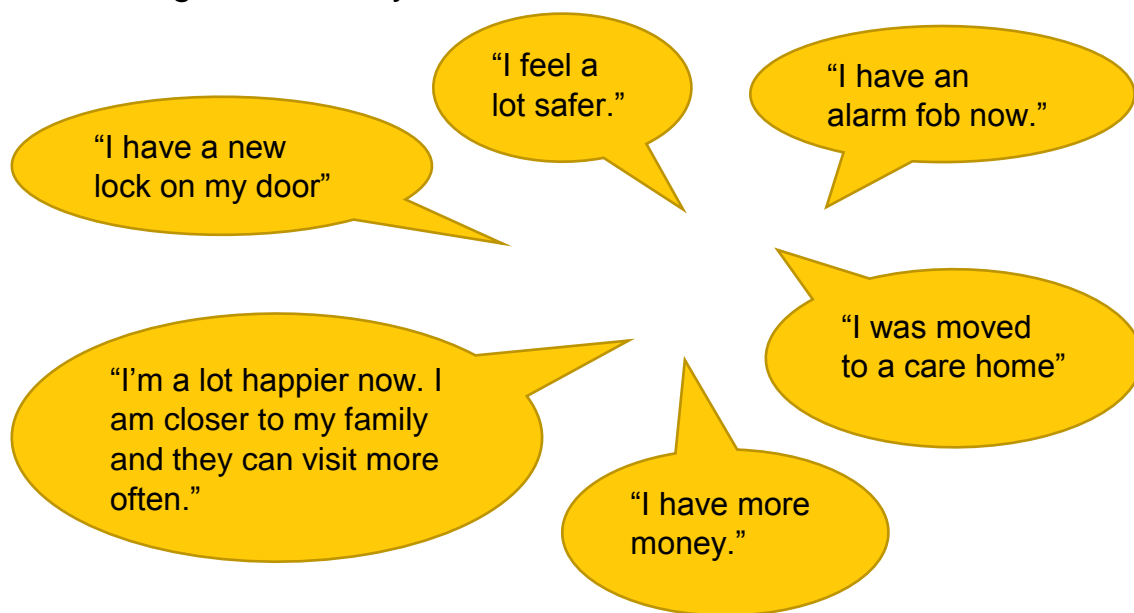 “I feel a
lot safer.”
“I have an
alarm fob now.”
“I have a new
lock on my door”
“I was moved
to a care home”
“I’m a lot happier now. I
am closer to my family
and they can visit more
often.”
“I have more
money.”